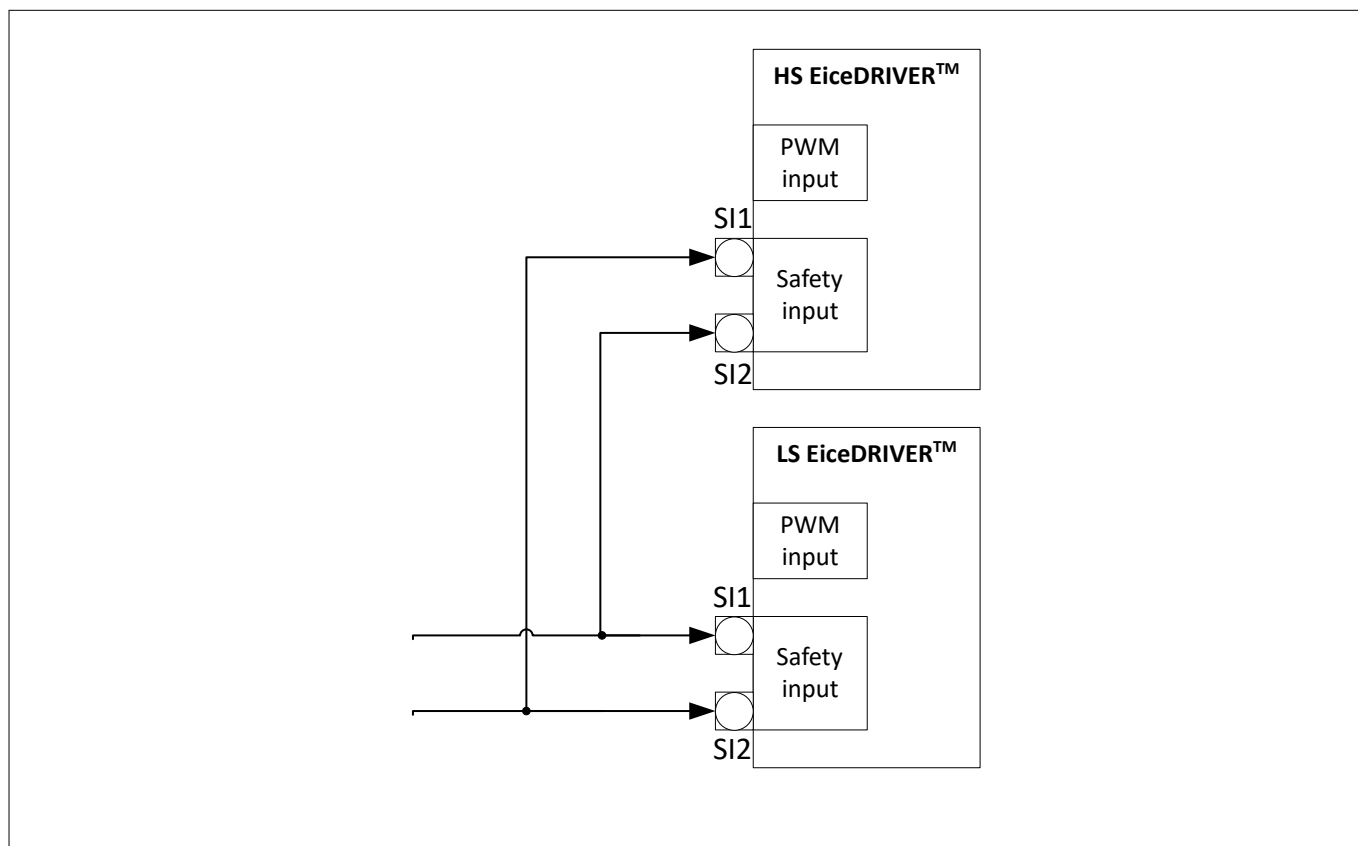 HS EiceDRIVER™
PWM
input
SI1
Safety
input
SI2
LS EiceDRIVER™
PWM
input
SI1
Safety
input
SI2